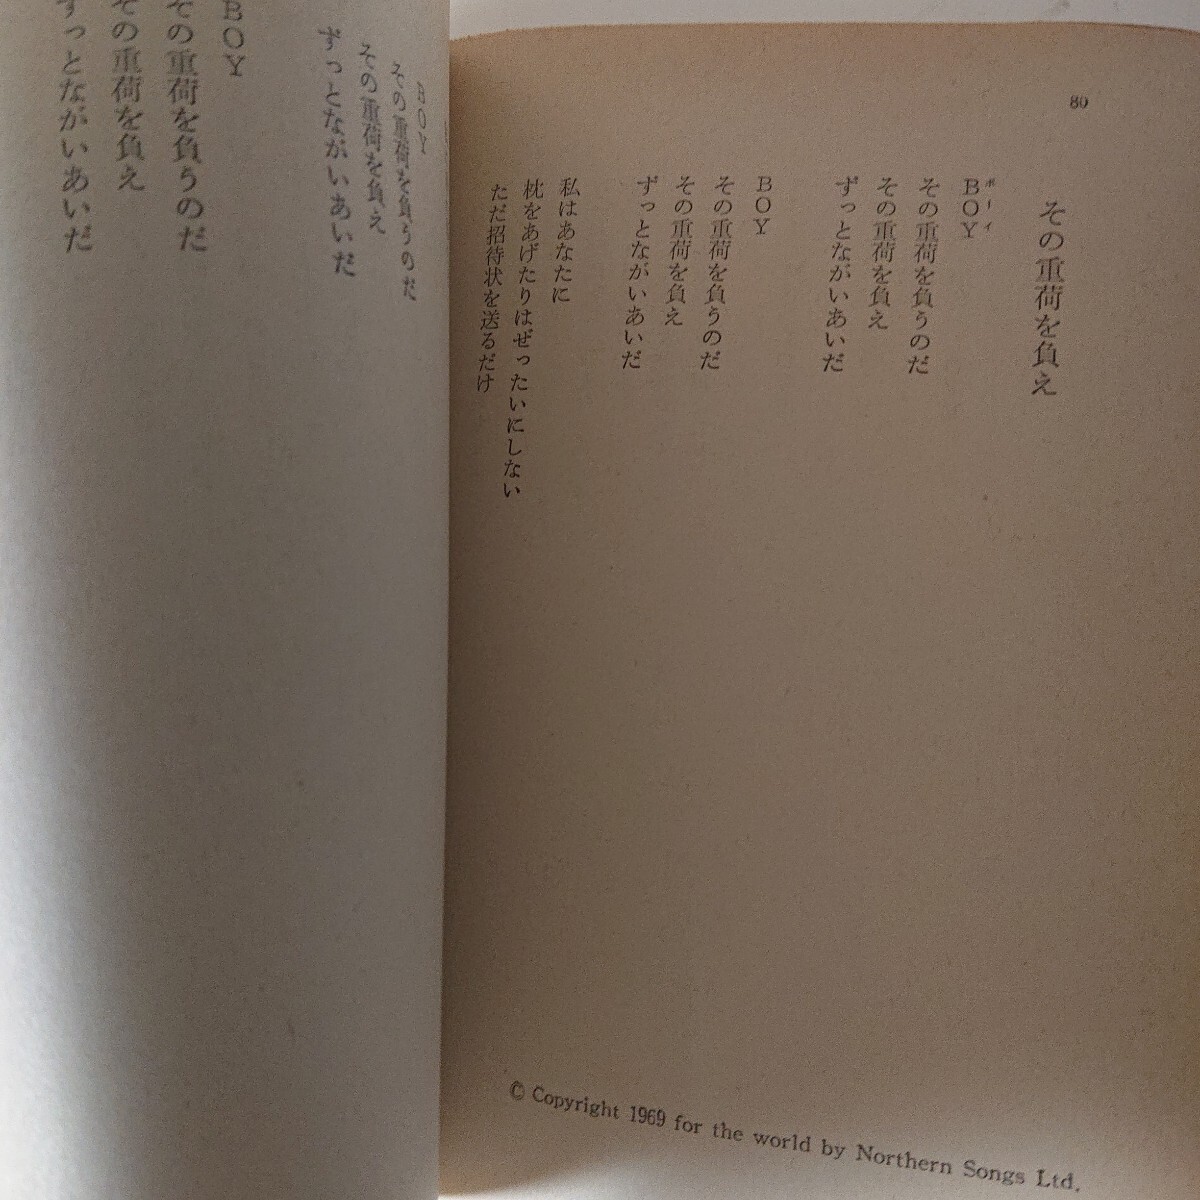 80
その重荷を負え
ボーイ
BOY
その重荷を負うのだ
その重荷を負え
ずっとながいあいだ
BOY
その重荷を負うのだ
その重荷を負え
ずっとながいあいだ
私はあなたに
枕をあげたりはぜったいにしない
ただ招待状を送るだけ
© Copyright 1969 for the world by Northern Songs Ltd.
BOY
その重荷を負うのだ
その重荷を負え
ずっとながいあいだ
BOY
その重荷を負うのだ
その重荷を負え
ずっとながいあいだ